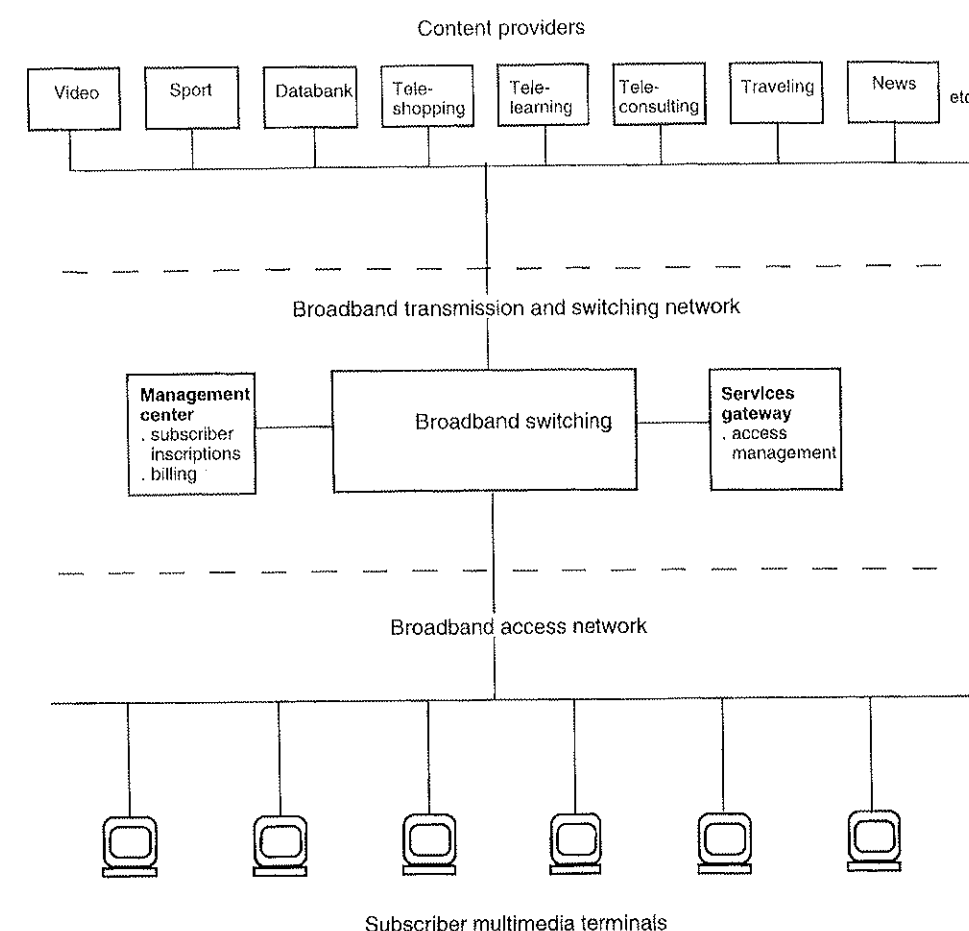 Content providers
Video
Sport
Databank
Tele-
shopping
Tele-
learning
Tele-
consulting
Traveling
News
etc
Broadband transmission and switching network
Management
center
. subscriber
inscriptions
. billing
Broadband switching
Services
gateway
. access
management
Broadband access network
Subscriber multimedia terminals